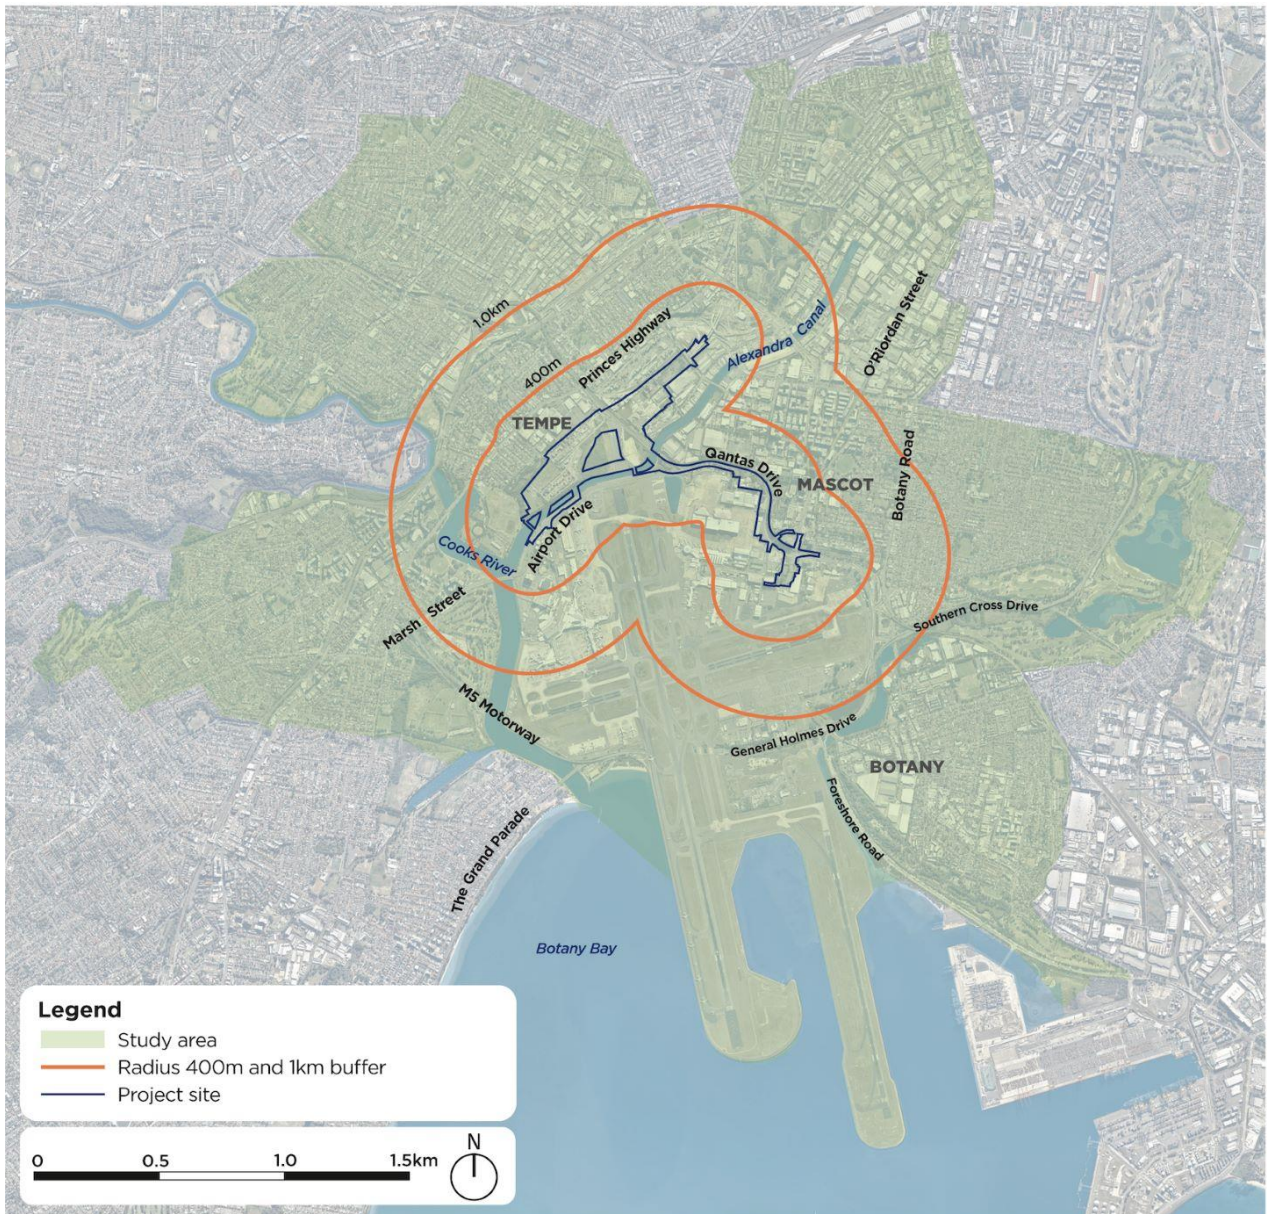 1.0km
O'Riordan Street
Alexandra Canal
Princes Highway
400m
TEMPE
Botany Road
Qantas Drive
MASCOT
Airport Drive
Cooks River
Marsh Street
Southern Cross Drive
M5 Motorway
General Holmes Drive
BOTANY
Foreshore Road
The Grand Parade
Botany Bay
Legend
Study area
Radius 400m and 1km buffer
Project site
N
0 0.5 1.0 1.5km